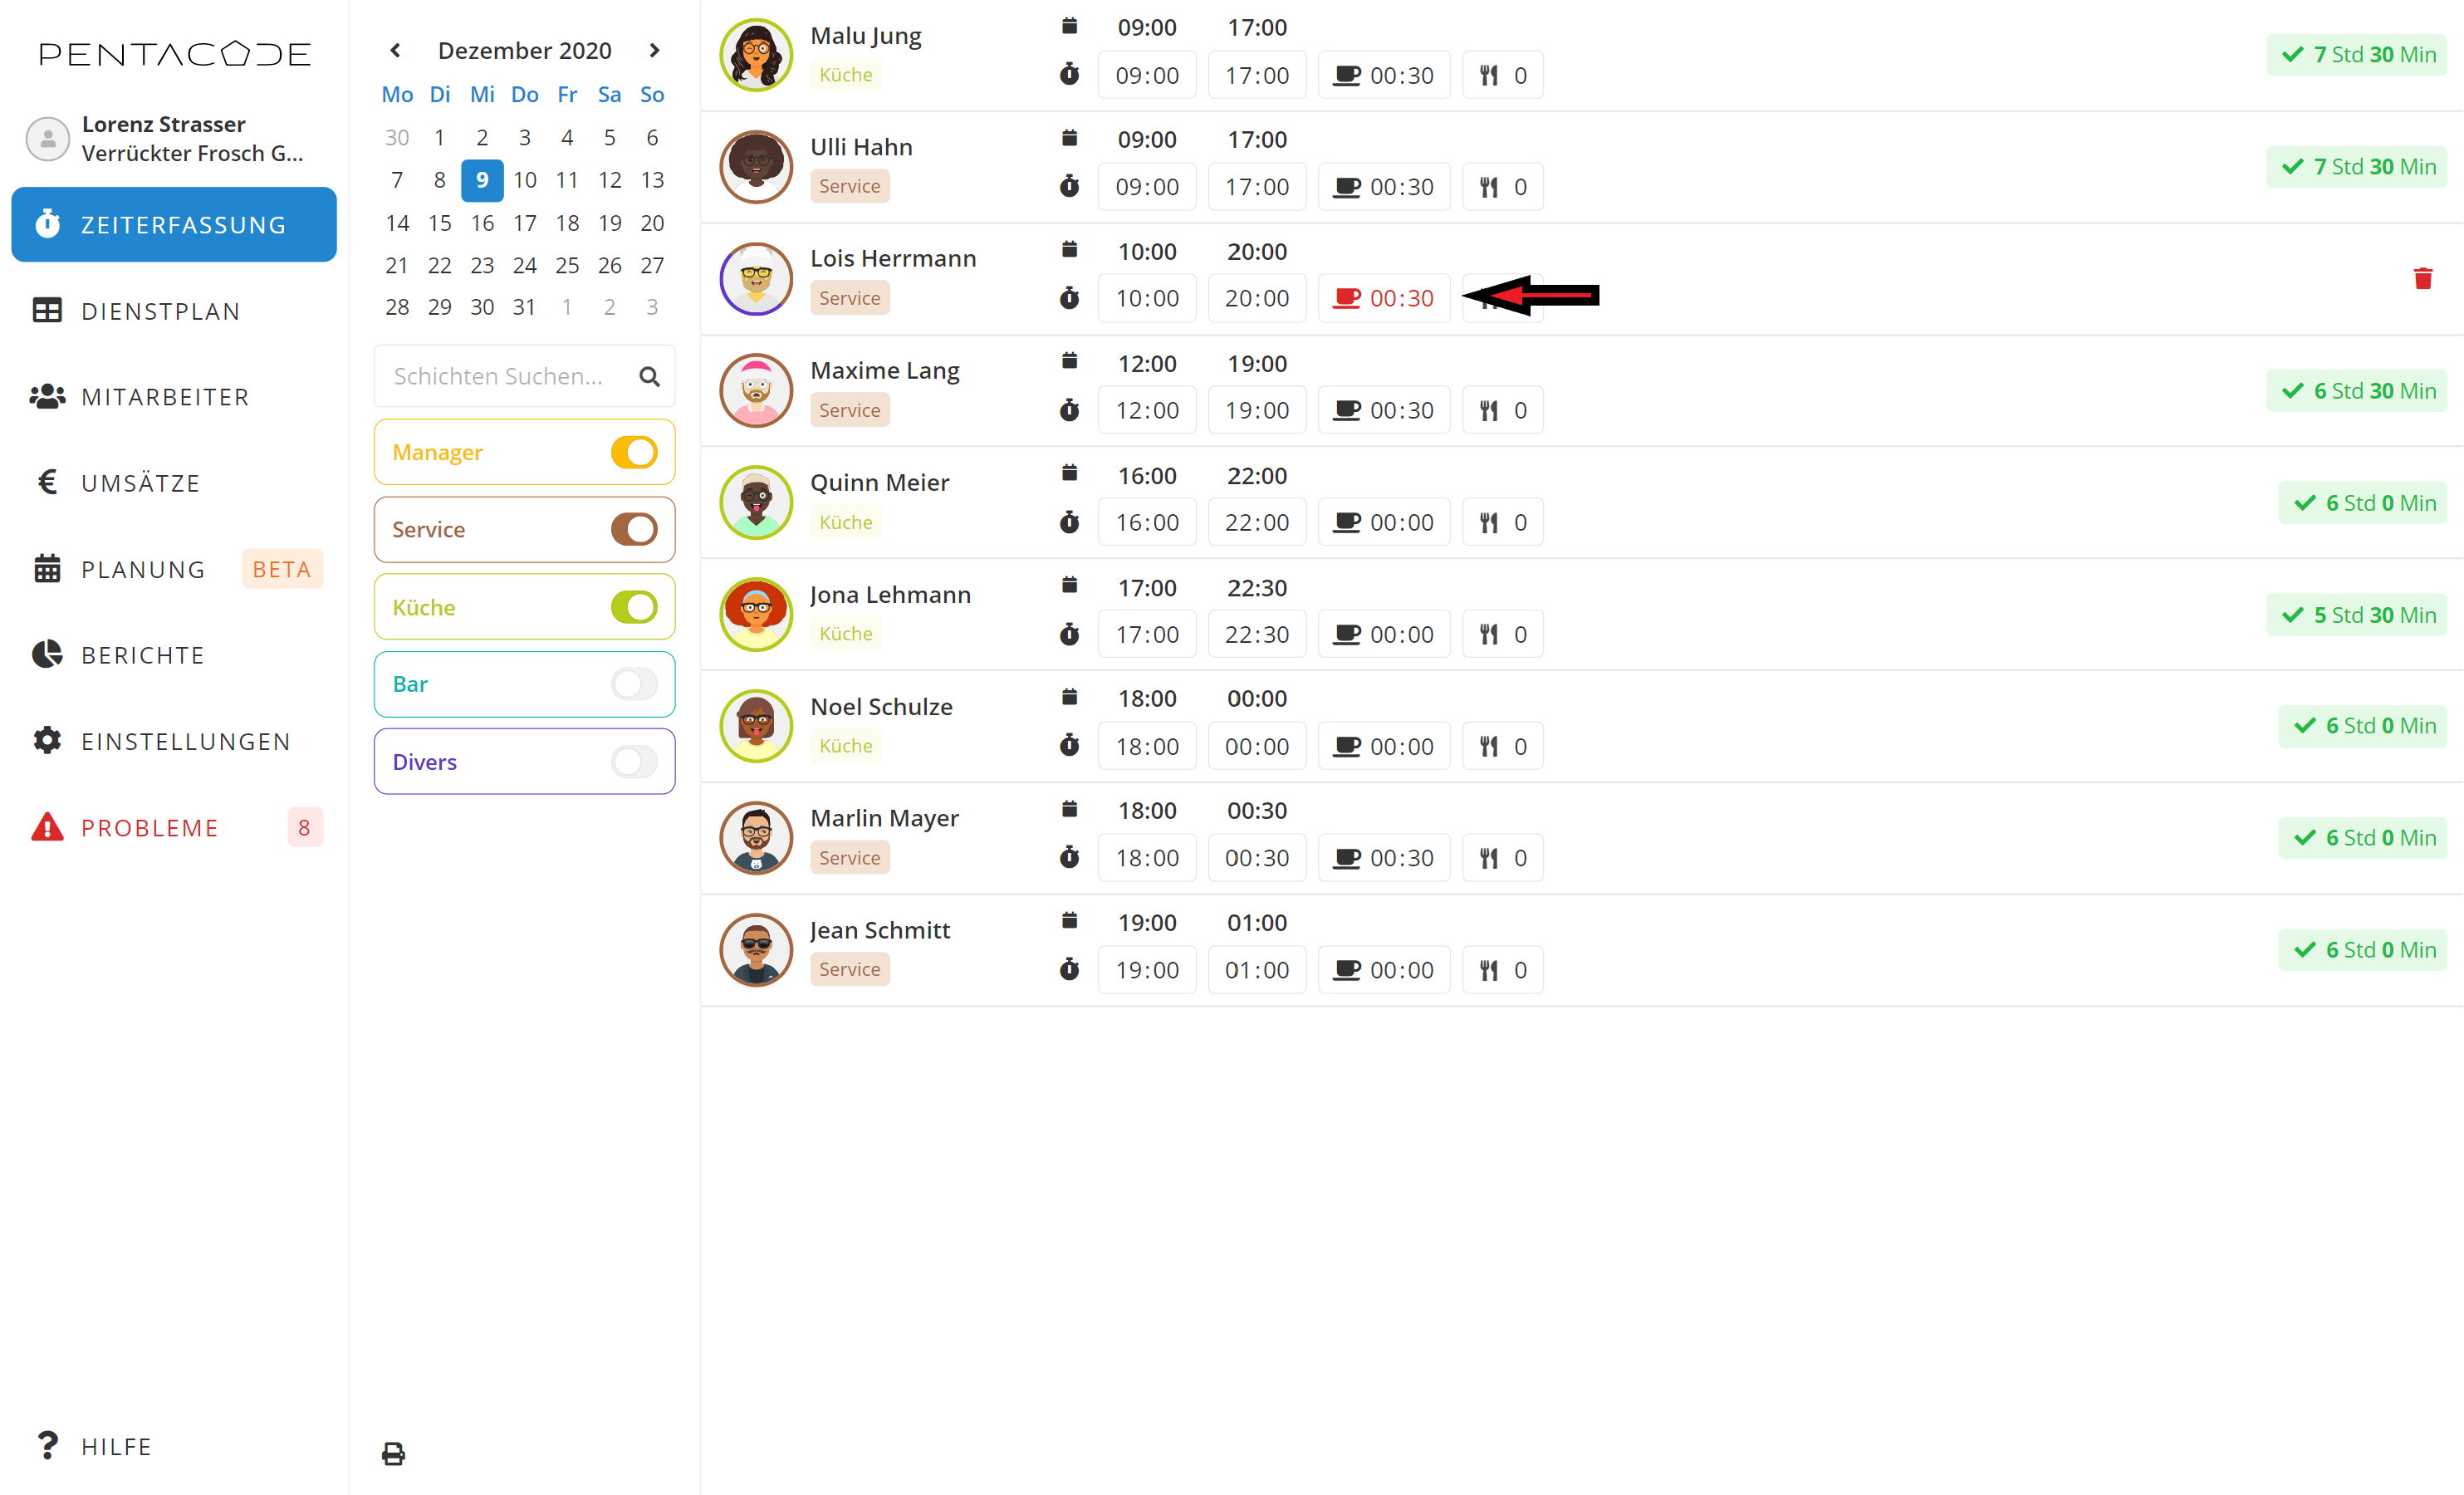 PENTACODE
Lorenz Strasser
Verrückter Frosch G...
ZEITERFASSUNG
DIENSTPLAN
MITARBEITER
UMSÄTZE
PLANUNG BETA
BERICHTE
EINSTELLUNGEN
PROBLEME 8
HILFE
Dezember 2020
Mo Di Mi Do Fr Sa So
30 1 2 3 4 5 6
7 8 9 10 11 12 13
14 15 16 17 18 19 20
21 22 23 24 25 26 27
28 29 30 31 1 2 3
Schichten Suchen...
Manager
Service
Küche
Bar
Divers
Malu Jung 09:00 17:00
Küche 09:00 17:00 00:30 0
7 Std 30 Min
Ulli Hahn 09:00 17:00
Service 09:00 17:00 00:30 0
7 Std 30 Min
Lois Herrmann 10:00 20:00
Service 10:00 20:00 00:30
Maxime Lang 12:00 19:00
Service 12:00 19:00 00:30 0
6 Std 30 Min
Quinn Meier 16:00 22:00
Küche 16:00 22:00 00:00 0
6 Std 0 Min
Jona Lehmann 17:00 22:30
Küche 17:00 22:30 00:00 0
5 Std 30 Min
Noel Schulze 18:00 00:00
Küche 18:00 00:00 00:00 0
6 Std 0 Min
Marlin Mayer 18:00 00:30
Service 18:00 00:30 00:30 0
6 Std 0 Min
Jean Schmitt 19:00 01:00
Service 19:00 01:00 00:00 0
6 Std 0 Min